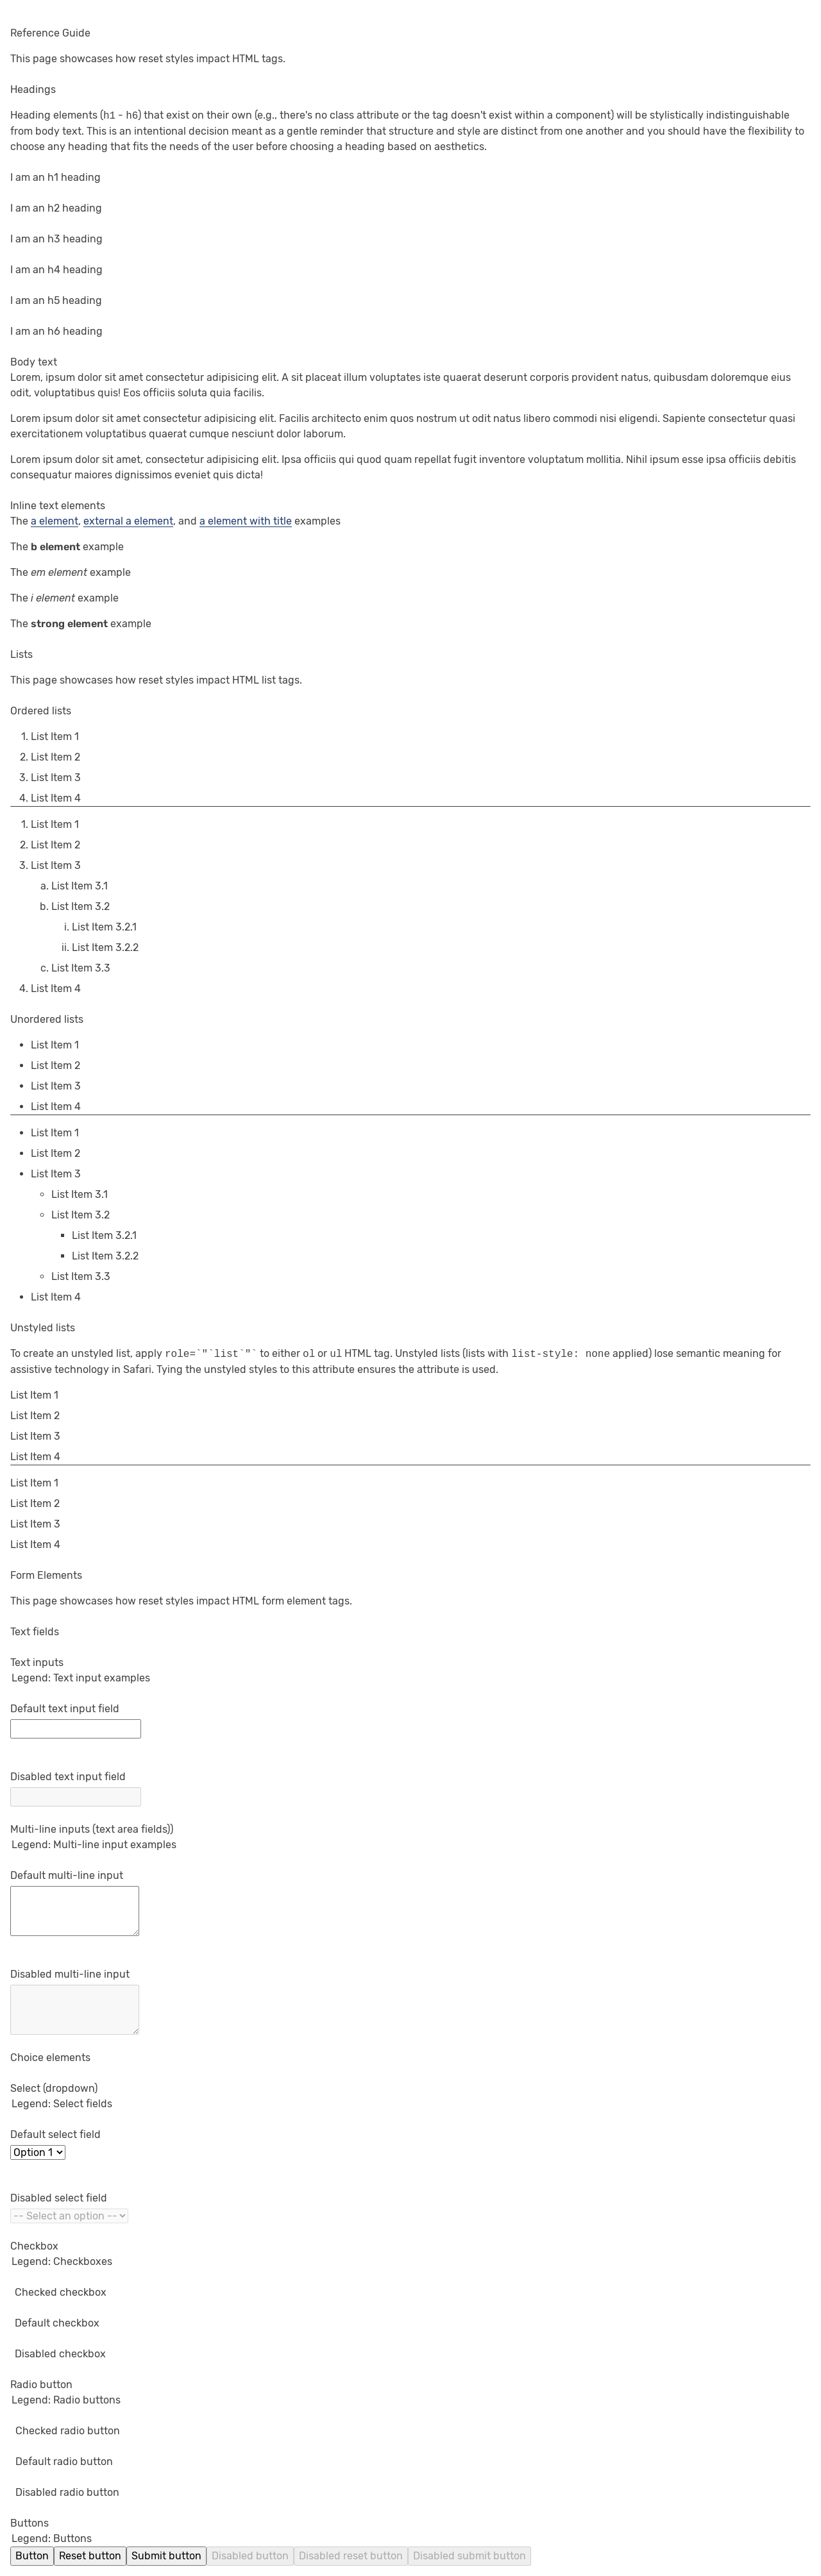 Reference Guide
This page showcases how reset styles impact HTML tags.
Headings
Heading elements (h1 - h6) that exist on their own (e.g., there's no class attribute or the tag doesn't exist within a component) will be stylistically indistinguishable
from body text. This is an intentional decision meant as a gentle reminder that structure and style are distinct from one another and you should have the flexibility to
choose any heading that fits the needs of the user before choosing a heading based on aesthetics.
I am an h1 heading
I am an h2 heading
I am an h3 heading
I am an h4 heading
I am an h5 heading
I am an h6 heading
Body text
Lorem, ipsum dolor sit amet consectetur adipisicing elit. A sit placeat illum voluptates iste quaerat deserunt corporis provident natus, quibusdam doloremque eius
odit, voluptatibus quis! Eos officiis soluta quia facilis.
Lorem ipsum dolor sit amet consectetur adipisicing elit. Facilis architecto enim quos nostrum ut odit natus libero commodi nisi eligendi. Sapiente consectetur quasi
exercitationem voluptatibus quaerat cumque nesciunt dolor laborum.
Lorem ipsum dolor sit amet, consectetur adipisicing elit. Ipsa officiis qui quod quam repellat fugit inventore voluptatum mollitia. Nihil ipsum esse ipsa officiis debitis
consequatur maiores dignissimos eveniet quis dicta!
Inline text elements
The a element, external a element, and a element with title examples
The b element example
The em element example
The i element example
The strong element example
Lists
This page showcases how reset styles impact HTML list tags.
Ordered lists
1. List Item 1
2. List Item 2
3. List Item 3
4. List Item 4
1. List Item 1
2. List Item 2
3. List Item 3
a. List Item 3.1
b. List Item 3.2
i. List Item 3.2.1
ii. List Item 3.2.2
c. List Item 3.3
4. List Item 4
Unordered lists
• List Item 1
• List Item 2
• List Item 3
• List Item 4
• List Item 1
• List Item 2
• List Item 3
◦ List Item 3.1
◦ List Item 3.2
▪ List Item 3.2.1
▪ List Item 3.2.2
◦ List Item 3.3
• List Item 4
Unstyled lists
To create an unstyled list, apply role=`"`list`"` to either ol or ul HTML tag. Unstyled lists (lists with list-style: none applied) lose semantic meaning for
assistive technology in Safari. Tying the unstyled styles to this attribute ensures the attribute is used.
List Item 1
List Item 2
List Item 3
List Item 4
List Item 1
List Item 2
List Item 3
List Item 4
Form Elements
This page showcases how reset styles impact HTML form element tags.
Text fields
Text inputs
Legend: Text input examples
Default text input field
Disabled text input field
Multi-line inputs (text area fields))
Legend: Multi-line input examples
Default multi-line input
Disabled multi-line input
Choice elements
Select (dropdown)
Legend: Select fields
Default select field
Option 1
Disabled select field
-- Select an option --
Checkbox
Legend: Checkboxes
Checked checkbox
Default checkbox
Disabled checkbox
Radio button
Legend: Radio buttons
Checked radio button
Default radio button
Disabled radio button
Buttons
Legend: Buttons
Button Reset button Submit button Disabled button Disabled reset button Disabled submit button